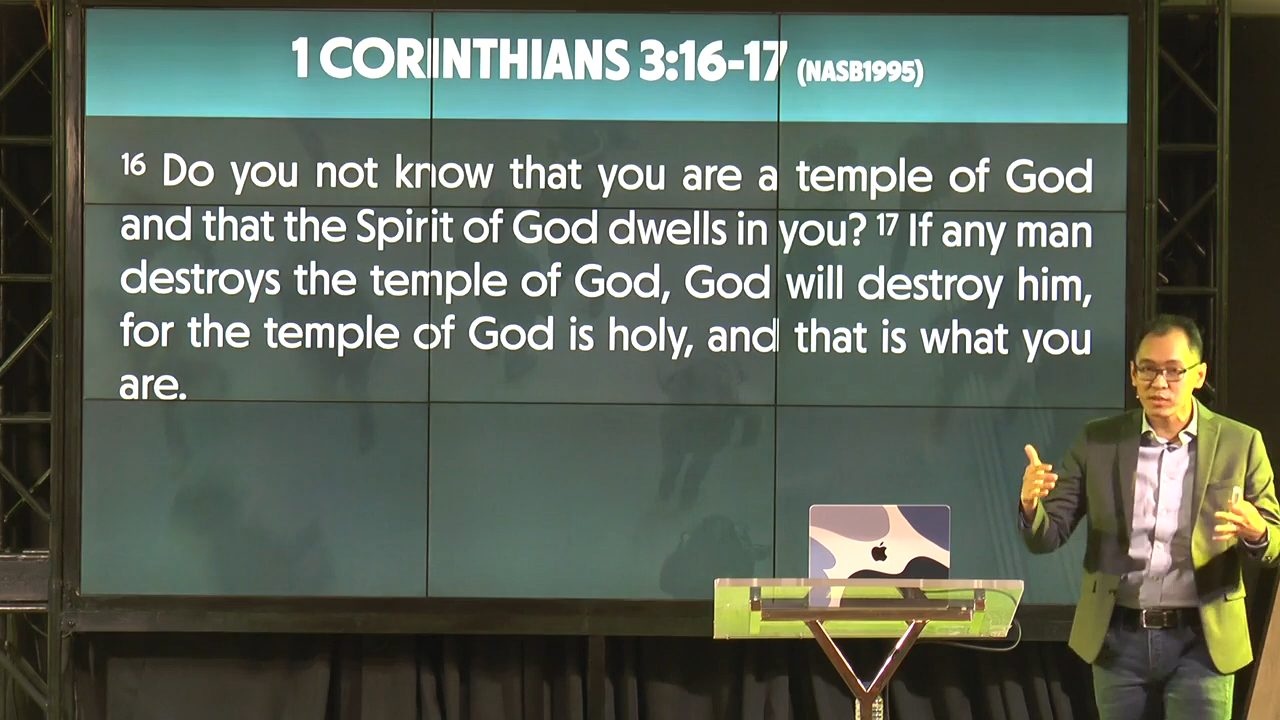 1 CORINTHIANS 3:16-17 (NASB1995)
16 Do you not know that you are a temple of God
and that the Spirit of God dwells in you? 17 If any man
destroys the temple of God, God will destroy him,
for the temple of God is holy, and that is what you
are.